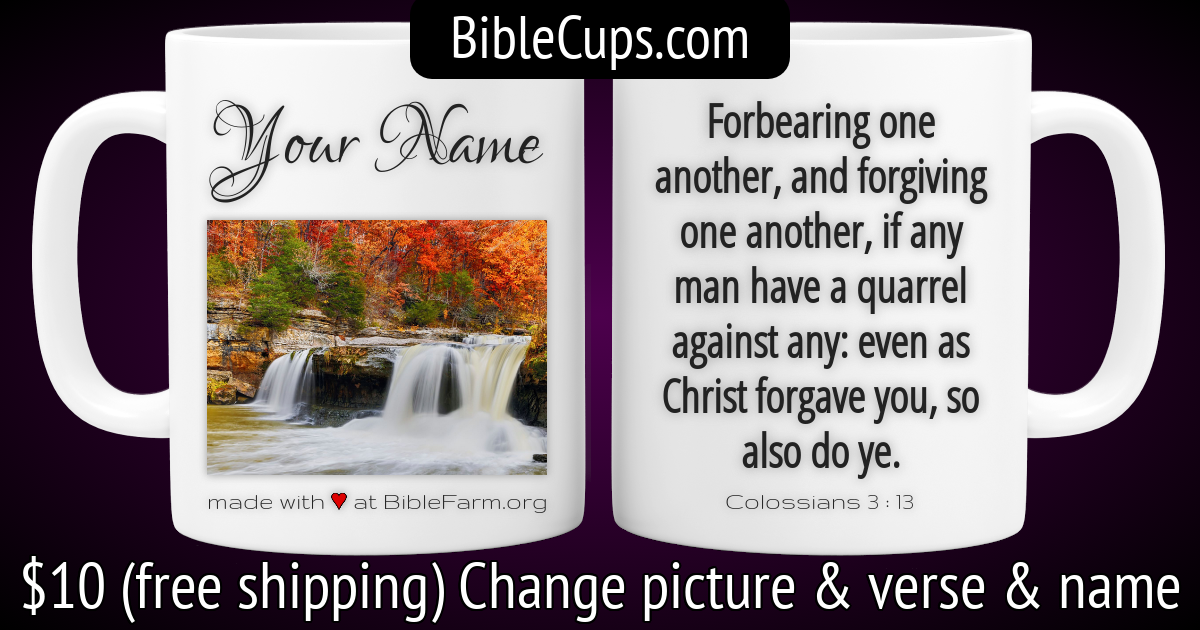 BibleCups.com
Your Name
made with ♥ at BibleFarm.org
Forbearing one
another, and forgiving
one another, if any
man have a quarrel
against any: even as
Christ forgave you, so
also do ye.
Colossians 3 : 13
$10 (free shipping) Change picture & verse & name